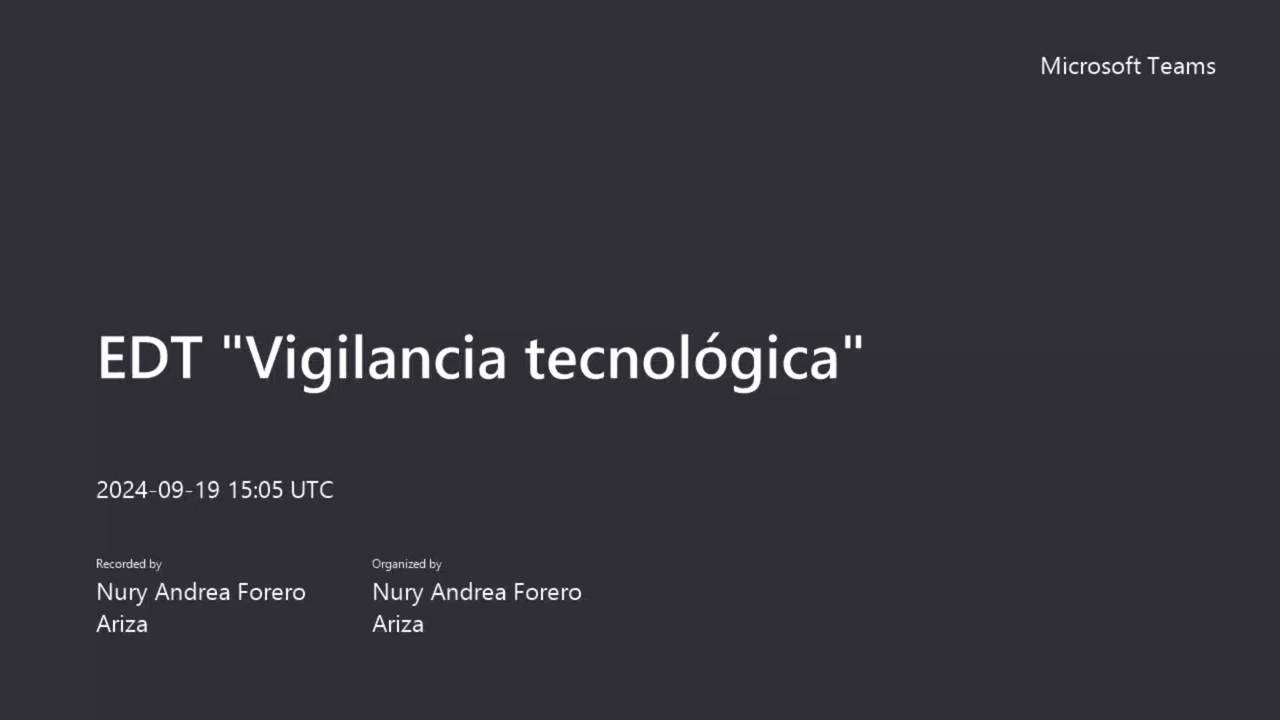 Microsoft Teams
EDT "Vigilancia tecnológica"
2024-09-19 15:05 UTC
Recorded by
Nury Andrea Forero
Ariza
Organized by
Nury Andrea Forero
Ariza